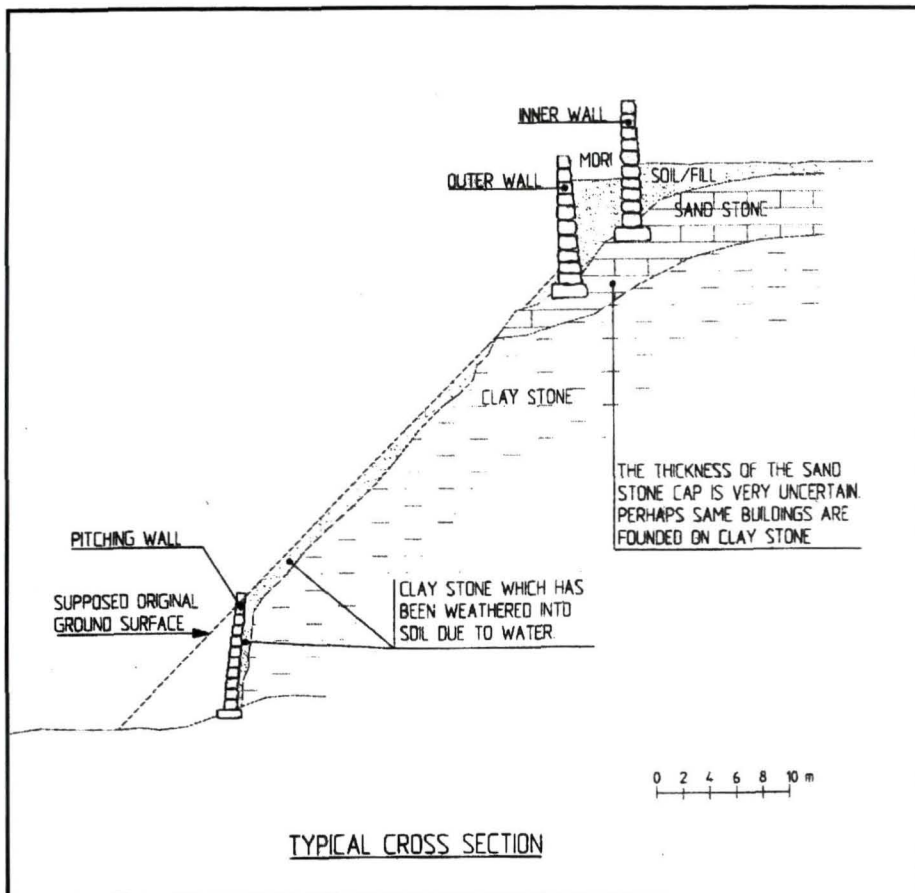 INNER WALL
MORI
OUTER WALL
SOIL/FILL
SAND STONE
CLAY STONE
THE THICKNESS OF THE SAND
STONE CAP IS VERY UNCERTAIN.
PERHAPS SAME BUILDINGS ARE
FOUNDED ON CLAY STONE
PITCHING WALL
SUPPOSED ORIGINAL
GROUND SURFACE
CLAY STONE WHICH HAS
BEEN WEATHERED INTO
SOIL DUE TO WATER.
0 2 4 6 8 10 m
TYPICAL CROSS SECTION